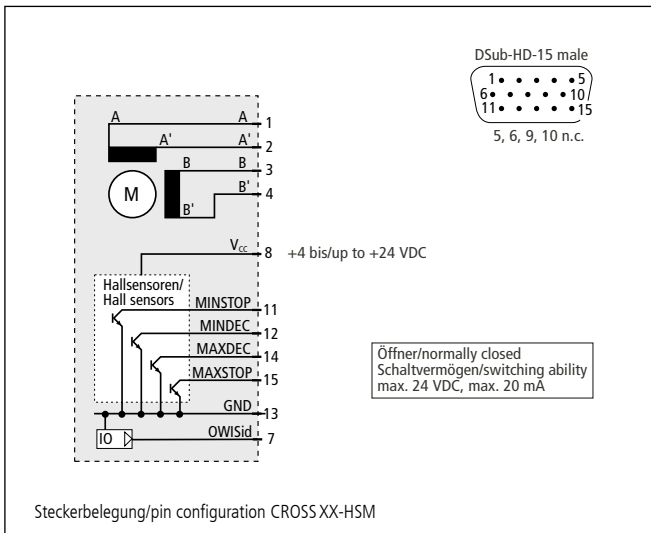 DSub-HD-15 male
1 5
6 10
11 15
5, 6, 9, 10 n.c.
A A 1
A' A' 2
B B 3
M
B' B' 4
Vcc 8 +4 bis/up to +24 VDC
Hallsensoren/
Hall sensors
MINSTOP 11
MINDEC 12
MAXDEC 14
MAXSTOP 15
GND 13
IO OWISid 7
Öffner/normally closed
Schaltvermögen/switching ability
max. 24 VDC, max. 20 mA
Steckerbelegung/pin configuration CROSS XX-HSM